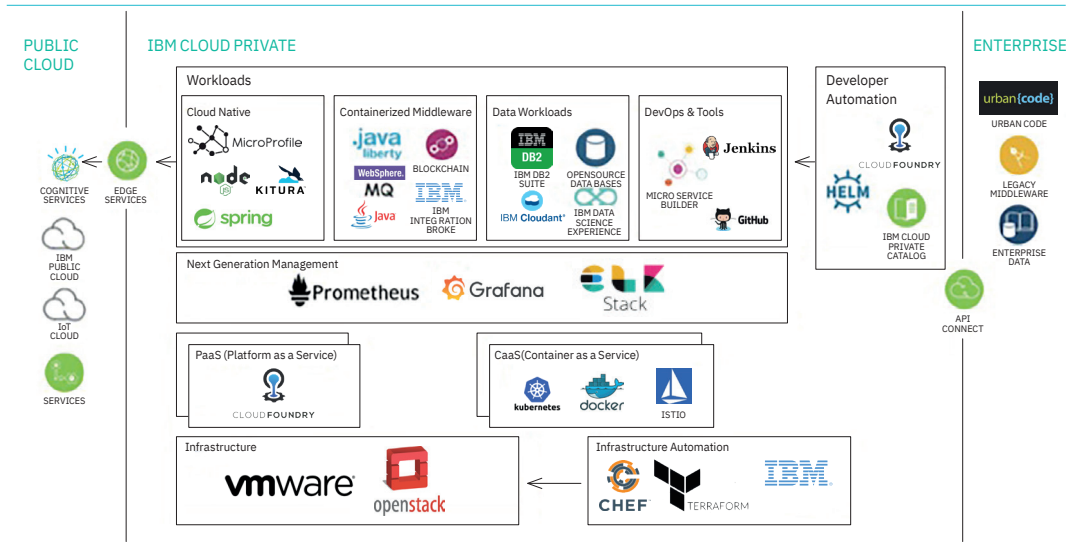 PUBLIC
CLOUD
COGNITIVE
SERVICES
EDGE
SERVICES
IBM
PUBLIC
CLOUD
IoT
CLOUD
SERVICES
IBM CLOUD PRIVATE
Workloads
Cloud Native
MicroProfile
node
JS
KITURA
spring
Containerized Middleware
java
liberty
WebSphere.
MQ
Java
BLOCKCHAIN
IBM
IBM
INTEGRATION
BROKE
Data Workloads
IBM
DB2
IBM DB2
SUITE
OPENSOURCE
DATA BASES
IBM Cloudant
IBM DATA
SCIENCE
EXPERIENCE
DevOps & Tools
Jenkins
MICRO SERVICE
BUILDER
GitHub
Developer
Automation
CLOUDFOUNDRY
HELM
IBM CLOUD
PRIVATE
CATALOG
Next Generation Management
Prometheus
Grafana
ELK
Stack
PaaS (Platform as a Service)
CLOUDFOUNDRY
CaaS(Container as a Service)
kubernetes
docker
ISTIO
Infrastructure
vmware
openstack
Infrastructure Automation
CHEF
TERRAFORM
IBM
ENTERPRISE
urban{code}
URBAN CODE
LEGACY
MIDDLEWARE
ENTERPRISE
DATA
API
CONNECT